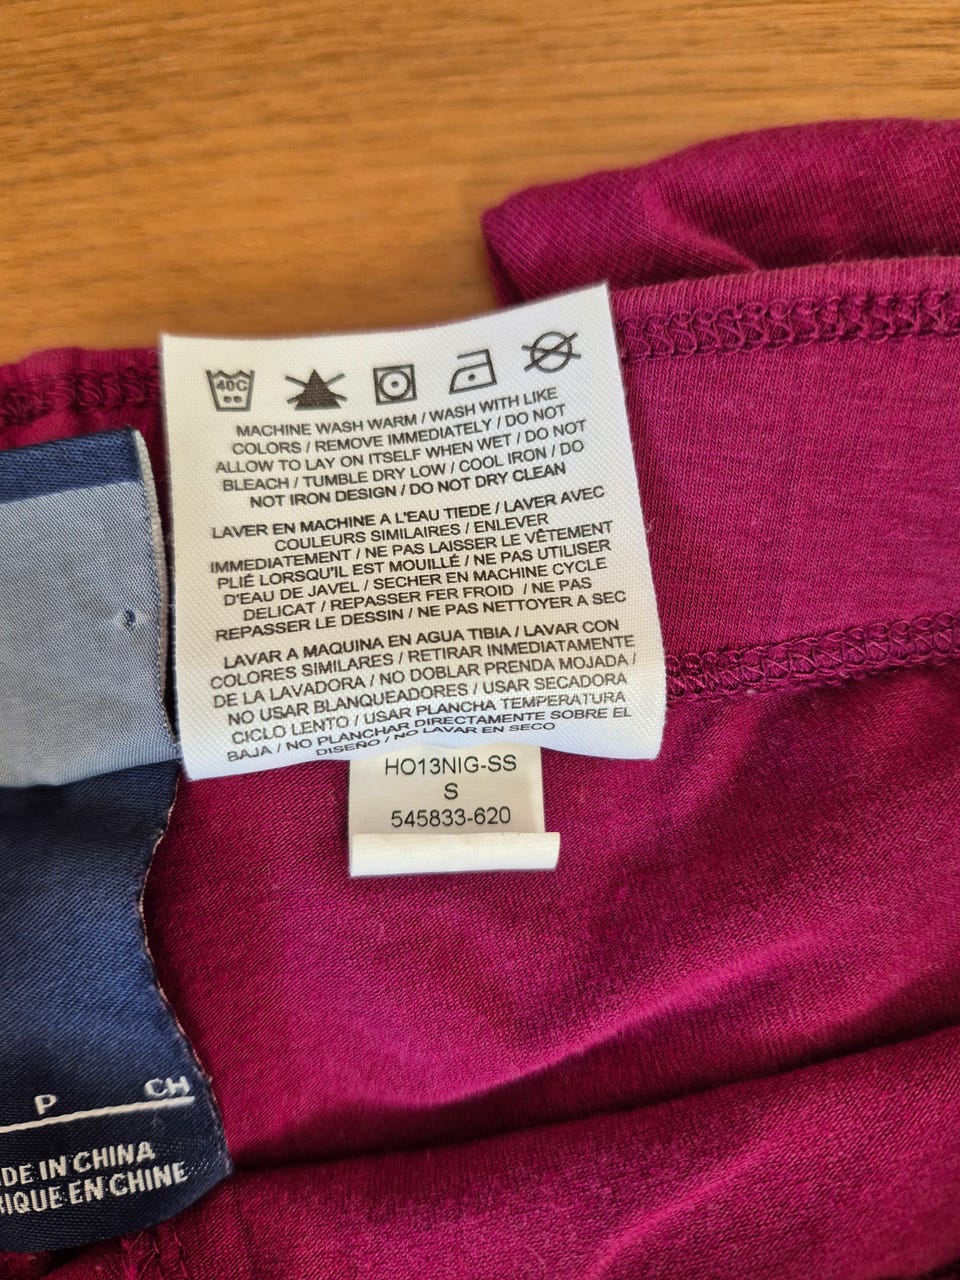 40C
MACHINE WASH WARM / WASH WITH LIKE
COLORS / REMOVE IMMEDIATELY / DO NOT
ALLOW TO LAY ON ITSELF WHEN WET / DO NOT
BLEACH / TUMBLE DRY LOW / COOL IRON / DO
NOT IRON DESIGN / DO NOT DRY CLEAN
LAVER EN MACHINE A L'EAU TIEDE / LAVER AVEC
COULEURS SIMILAIRES / ENLEVER
IMMEDIATEMENT / NE PAS LAISSER LE VÊTEMENT
PLIÉ LORSQU'IL EST MOUILLÉ / NE PAS UTILISER
D'EAU DE JAVEL / SECHER EN MACHINE CYCLE
DELICAT / REPASSER FER FROID / NE PAS
REPASSER LE DESSIN / NE PAS NETTOYER A SEC
LAVAR A MAQUINA EN AGUA TIBIA / LAVAR CON
COLORES SIMILARES / RETIRAR INMEDIATAMENTE
DE LA LAVADORA / NO DOBLAR PRENDA MOJADA /
NO USAR BLANQUEADORES / USAR SECADORA
CICLO LENTO / USAR PLANCHA TEMPERATURA
BAJA / NO PLANCHAR DIRECTAMENTE SOBRE EL
DISEÑO / NO LAVAR EN SECO
HO13NIG-SS
S
545833-620
P CH
DE IN CHINA
RIQUE EN CHINE